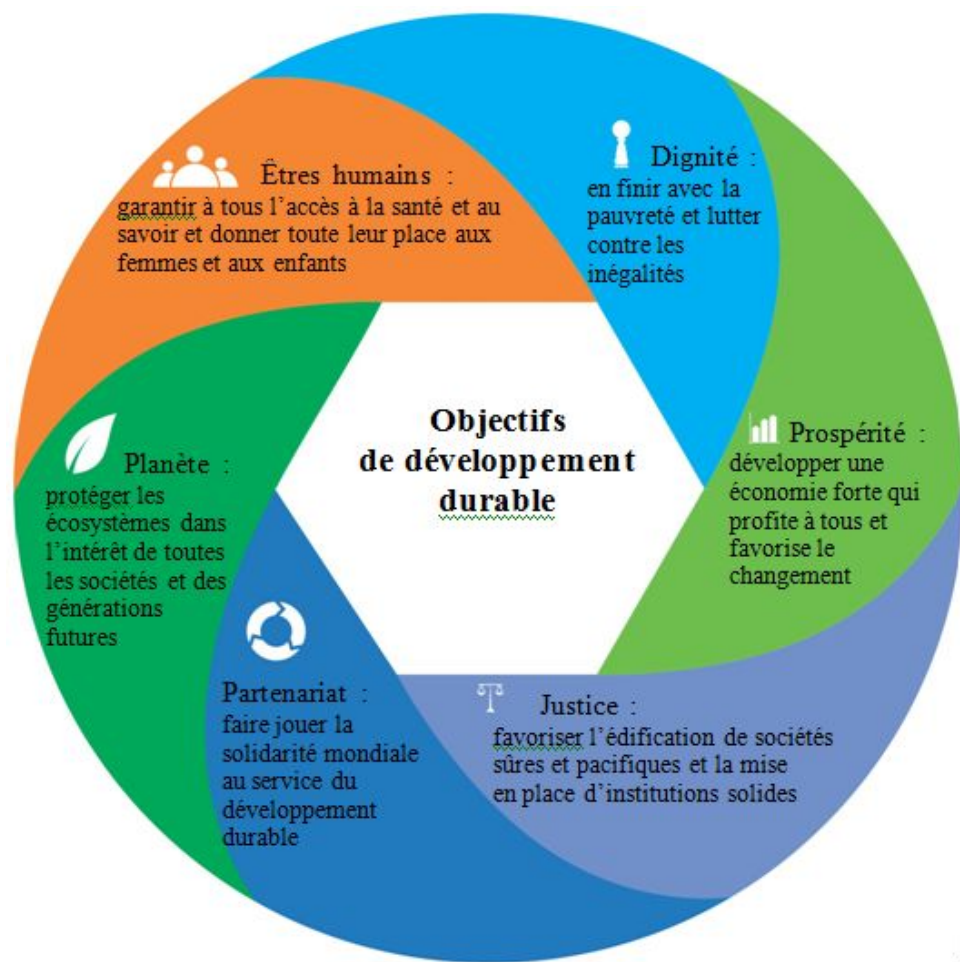 Êtres humains :
garantir à tous l’accès à la santé et au
savoir et donner toute leur place aux
femmes et aux enfants
Dignité :
en finir avec la
pauvreté et lutter
contre les
inégalités
Objectifs
de développement
durable
Prospérité :
développer une
économie forte qui
profite à tous et
favorise le
changement
Planète :
protéger les
écosystèmes dans
l’intérêt de toutes
les sociétés et des
générations
futures
Partenariat :
faire jouer la
solidarité mondiale
au service du
développement
durable
Justice :
favoriser l’édification de sociétés
sûres et pacifiques et la mise
en place d’institutions solides